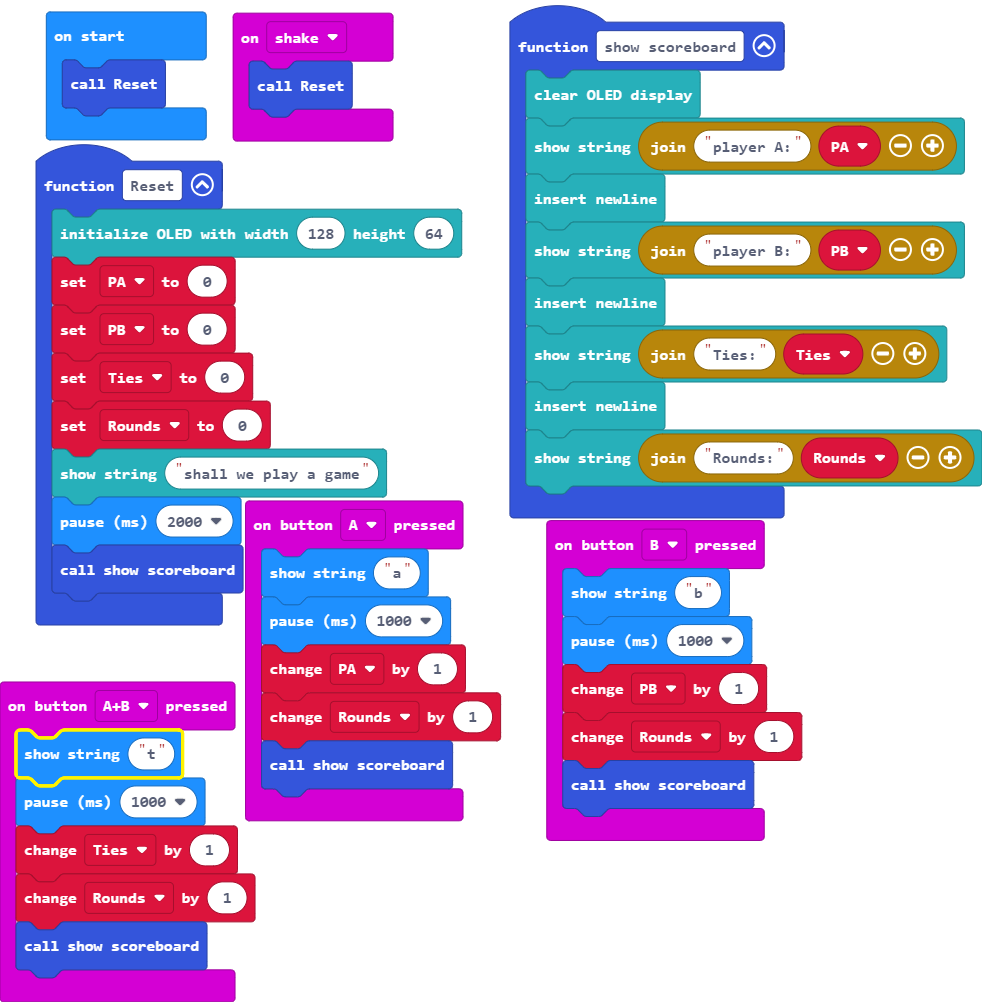 on start
call Reset
on shake
call Reset
function Reset
initialize OLED with width 128 height 64
set PA to 0
set PB to 0
set Ties to 0
set Rounds to 0
show string "shall we play a game"
pause (ms) 2000
call show scoreboard
function show scoreboard
clear OLED display
show string join "player A:" PA
insert newline
show string join "player B:" PB
insert newline
show string join "Ties:" Ties
insert newline
show string join "Rounds:" Rounds
on button A pressed
show string "a"
pause (ms) 1000
change PA by 1
change Rounds by 1
call show scoreboard
on button B pressed
show string "b"
pause (ms) 1000
change PB by 1
change Rounds by 1
call show scoreboard
on button A+B pressed
show string "t"
pause (ms) 1000
change Ties by 1
change Rounds by 1
call show scoreboard